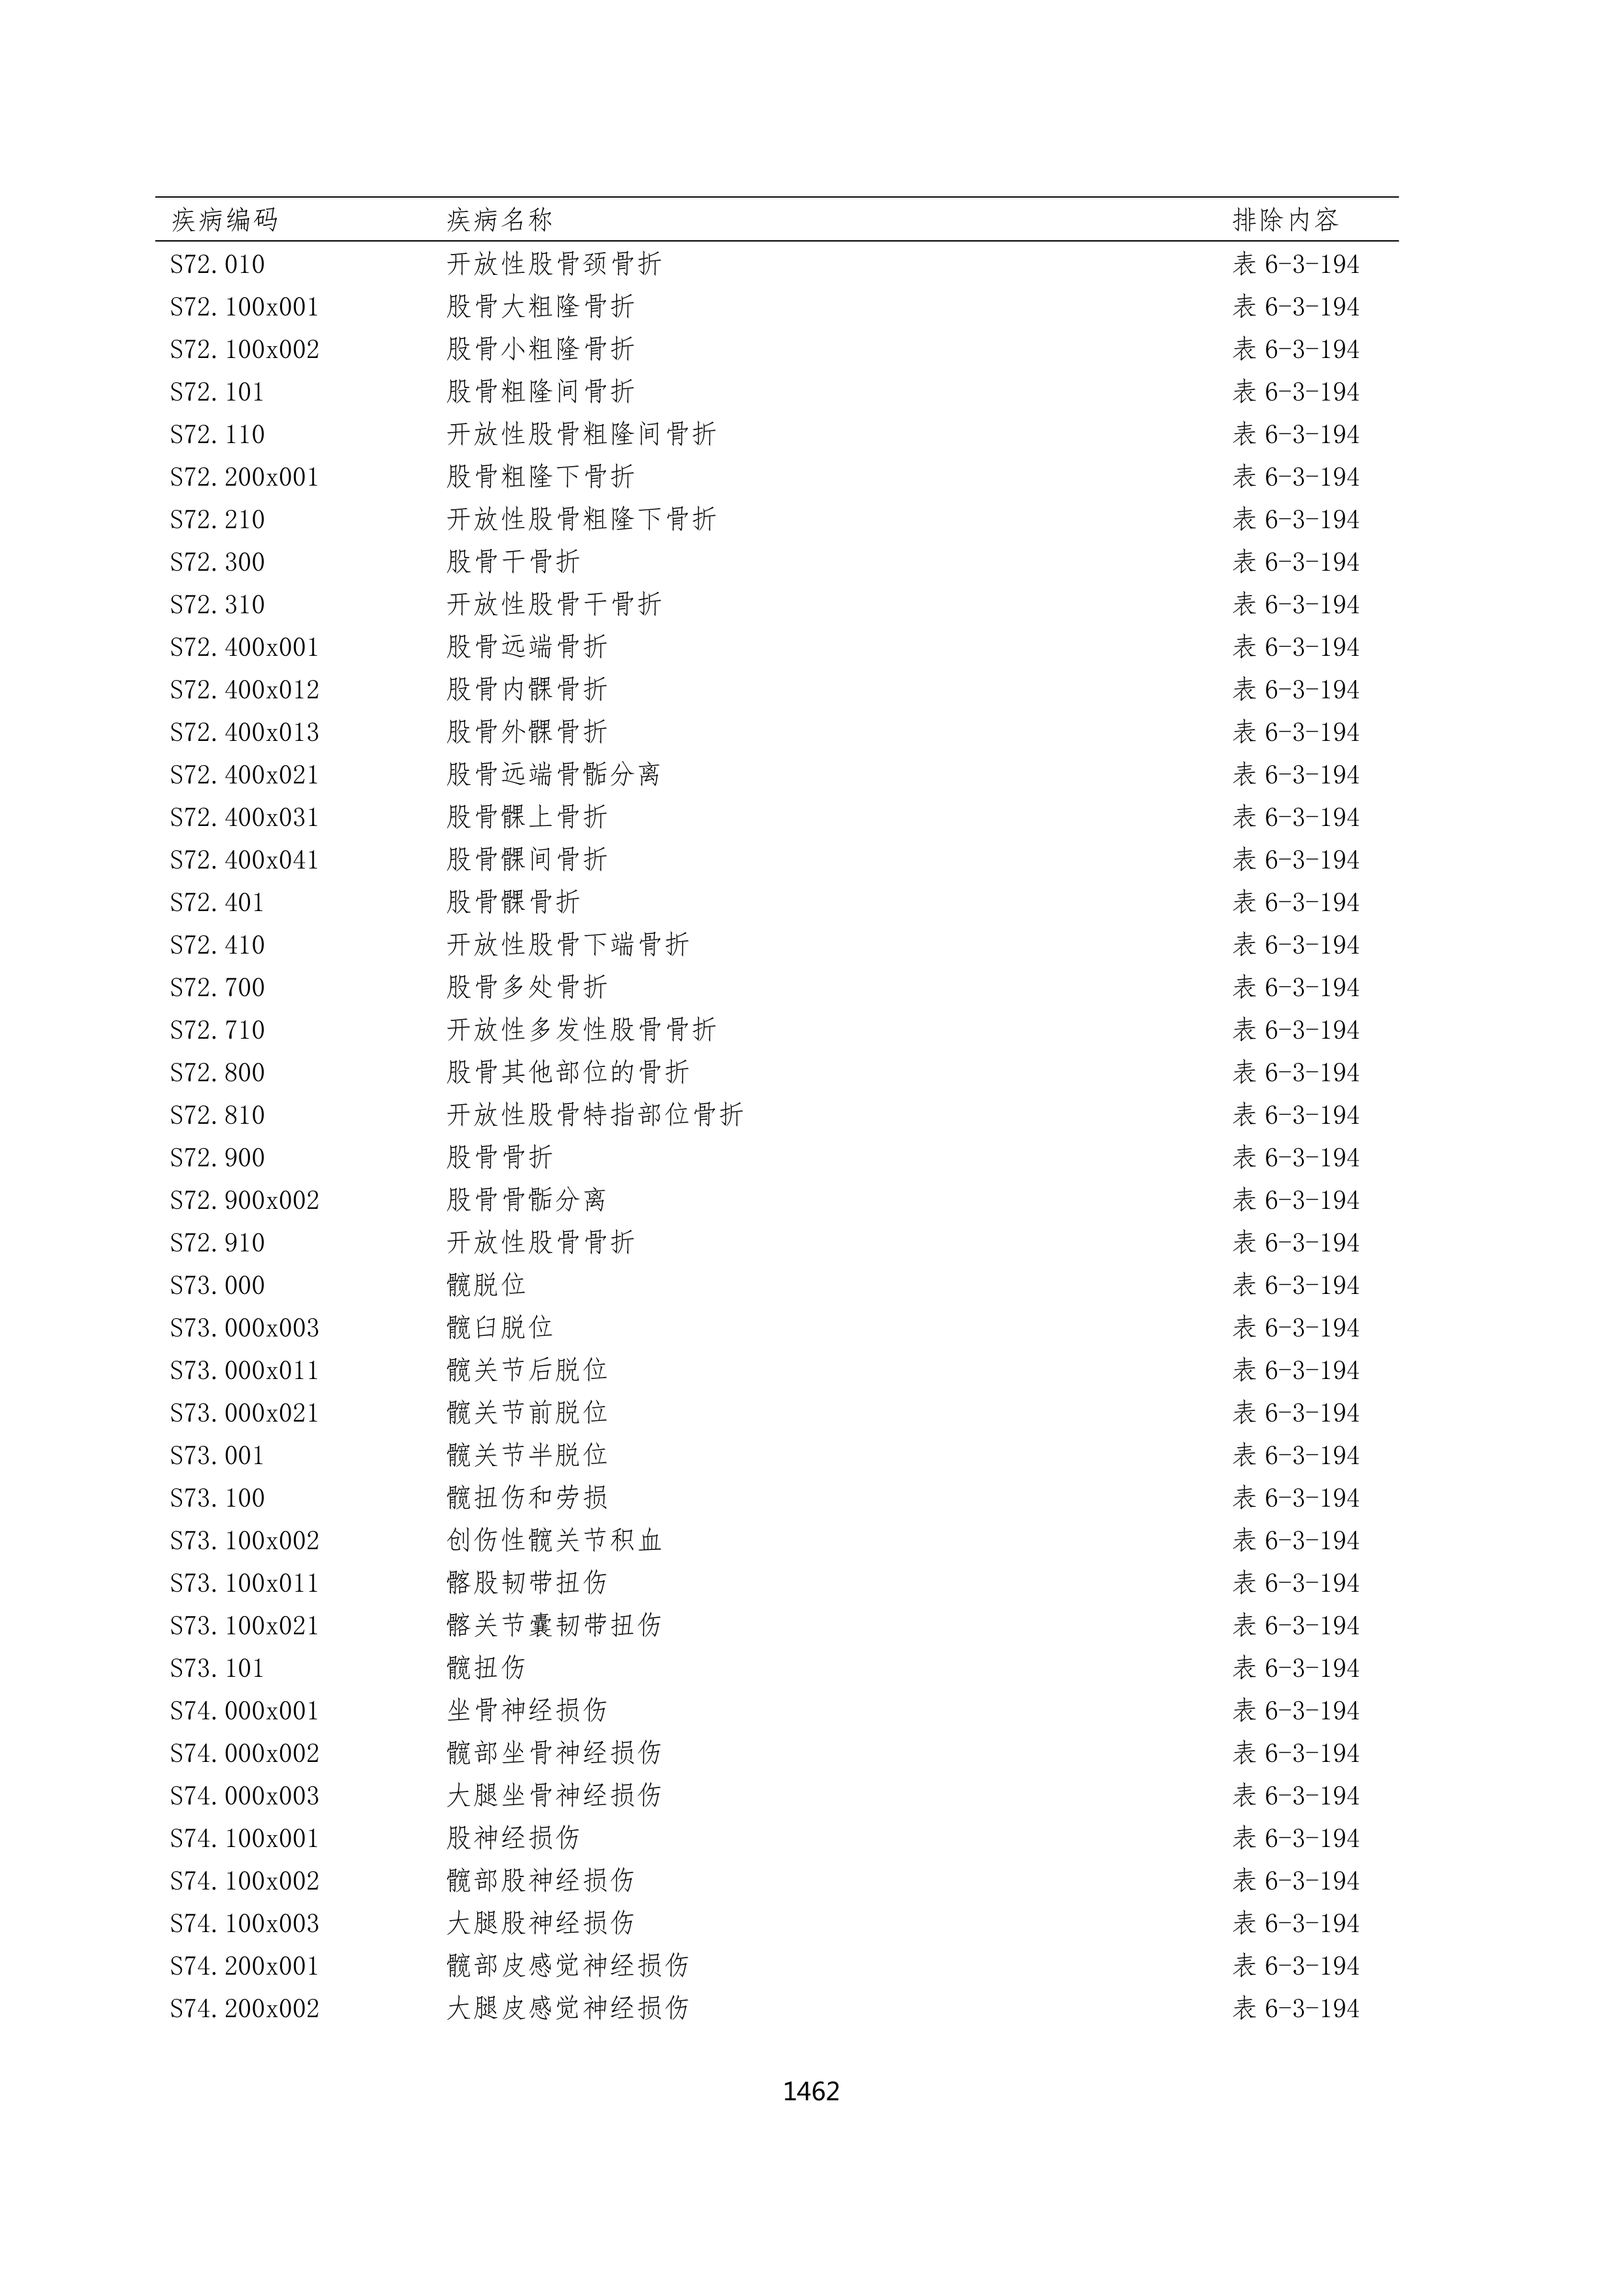 疾病编码 疾病名称 排除内容
S72.010 开放性股骨颈骨折 表 6-3-194
S72.100x001 股骨大粗隆骨折 表 6-3-194
S72.100x002 股骨小粗隆骨折 表 6-3-194
S72.101 股骨粗隆间骨折 表 6-3-194
S72.110 开放性股骨粗隆间骨折 表 6-3-194
S72.200x001 股骨粗隆下骨折 表 6-3-194
S72.210 开放性股骨粗隆下骨折 表 6-3-194
S72.300 股骨干骨折 表 6-3-194
S72.310 开放性股骨干骨折 表 6-3-194
S72.400x001 股骨远端骨折 表 6-3-194
S72.400x012 股骨内髁骨折 表 6-3-194
S72.400x013 股骨外髁骨折 表 6-3-194
S72.400x021 股骨远端骨骺分离 表 6-3-194
S72.400x031 股骨髁上骨折 表 6-3-194
S72.400x041 股骨髁间骨折 表 6-3-194
S72.401 股骨髁骨折 表 6-3-194
S72.410 开放性股骨下端骨折 表 6-3-194
S72.700 股骨多处骨折 表 6-3-194
S72.710 开放性多发性股骨骨折 表 6-3-194
S72.800 股骨其他部位的骨折 表 6-3-194
S72.810 开放性股骨特指部位骨折 表 6-3-194
S72.900 股骨骨折 表 6-3-194
S72.900x002 股骨骨骺分离 表 6-3-194
S72.910 开放性股骨骨折 表 6-3-194
S73.000 髋脱位 表 6-3-194
S73.000x003 髋臼脱位 表 6-3-194
S73.000x011 髋关节后脱位 表 6-3-194
S73.000x021 髋关节前脱位 表 6-3-194
S73.001 髋关节半脱位 表 6-3-194
S73.100 髋扭伤和劳损 表 6-3-194
S73.100x002 创伤性髋关节积血 表 6-3-194
S73.100x011 髂股韧带扭伤 表 6-3-194
S73.100x021 髂关节囊韧带扭伤 表 6-3-194
S73.101 髋扭伤 表 6-3-194
S74.000x001 坐骨神经损伤 表 6-3-194
S74.000x002 髋部坐骨神经损伤 表 6-3-194
S74.000x003 大腿坐骨神经损伤 表 6-3-194
S74.100x001 股神经损伤 表 6-3-194
S74.100x002 髋部股神经损伤 表 6-3-194
S74.100x003 大腿股神经损伤 表 6-3-194
S74.200x001 髋部皮感觉神经损伤 表 6-3-194
S74.200x002 大腿皮感觉神经损伤 表 6-3-194
1462